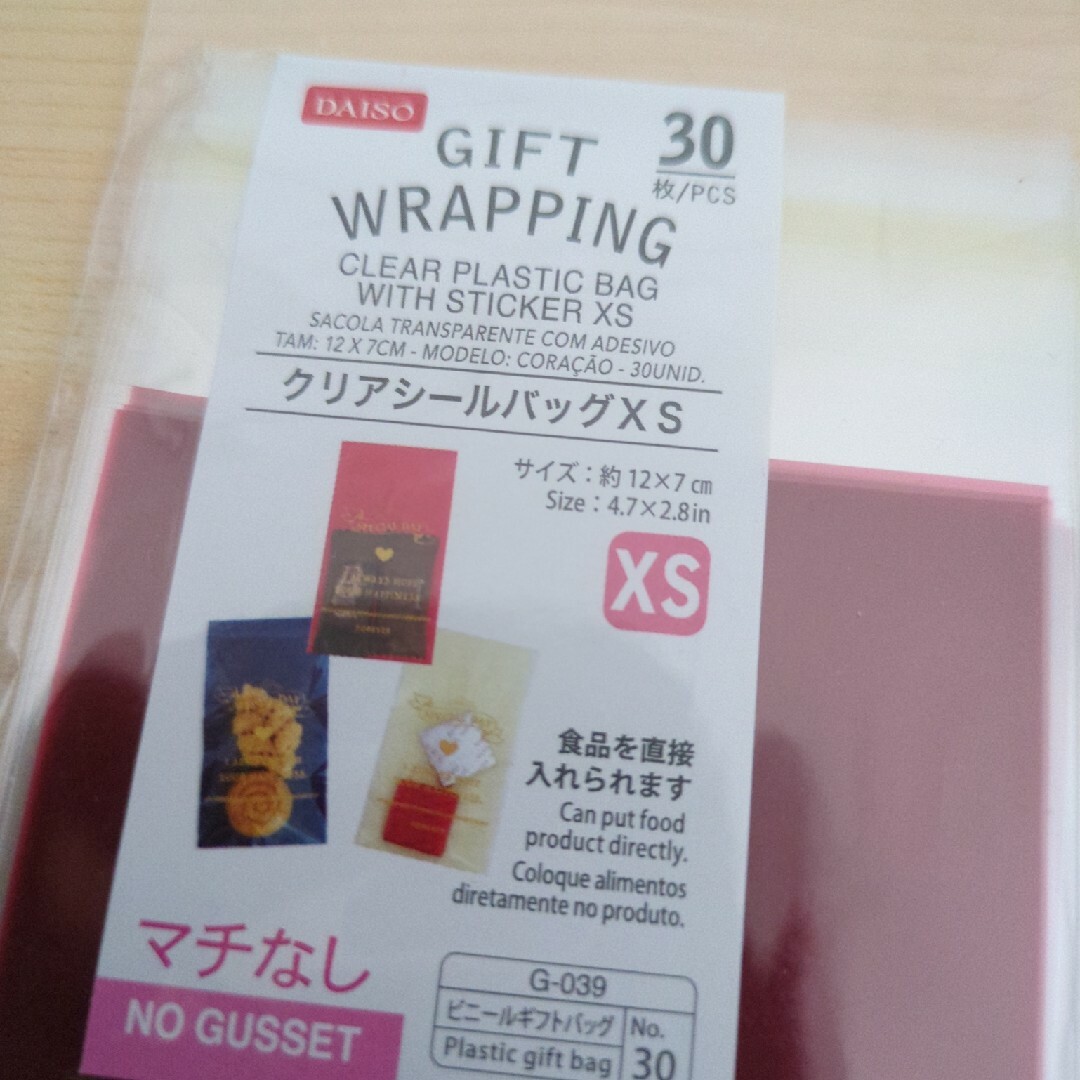 DAISO
GIFT
WRAPPING
30
枚/PCS
CLEAR PLASTIC BAG
WITH STICKER XS
SACOLA TRANSPARENTE COM ADESIVO
TAM: 12 X 7CM - MODELO: CORAÇÃO - 30UNID.
クリアシールバッグXS
サイズ：約 12×7 ㎝
Size：4.7×2.8in
XS
食品を直接
入れられます
Can put food
product directly.
Coloque alimentos
diretamente no produto.
マチなし
NO GUSSET
G-039
ビニールギフトバッグ
Plastic gift bag
No.
30